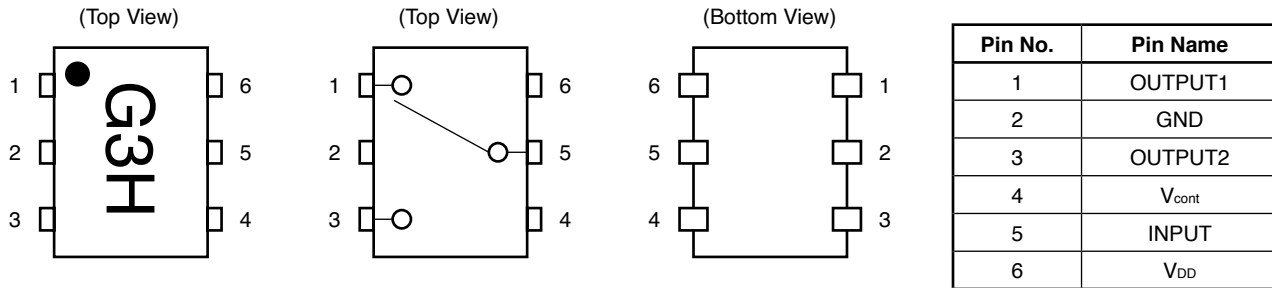 (Top View)
1 6
2 5
3 4
G3H
(Top View)
1 6
2 5
3 4
(Bottom View)
6 1
5 2
4 3
Pin No. Pin Name
1 OUTPUT1
2 GND
3 OUTPUT2
4 Vcont
5 INPUT
6 VDD